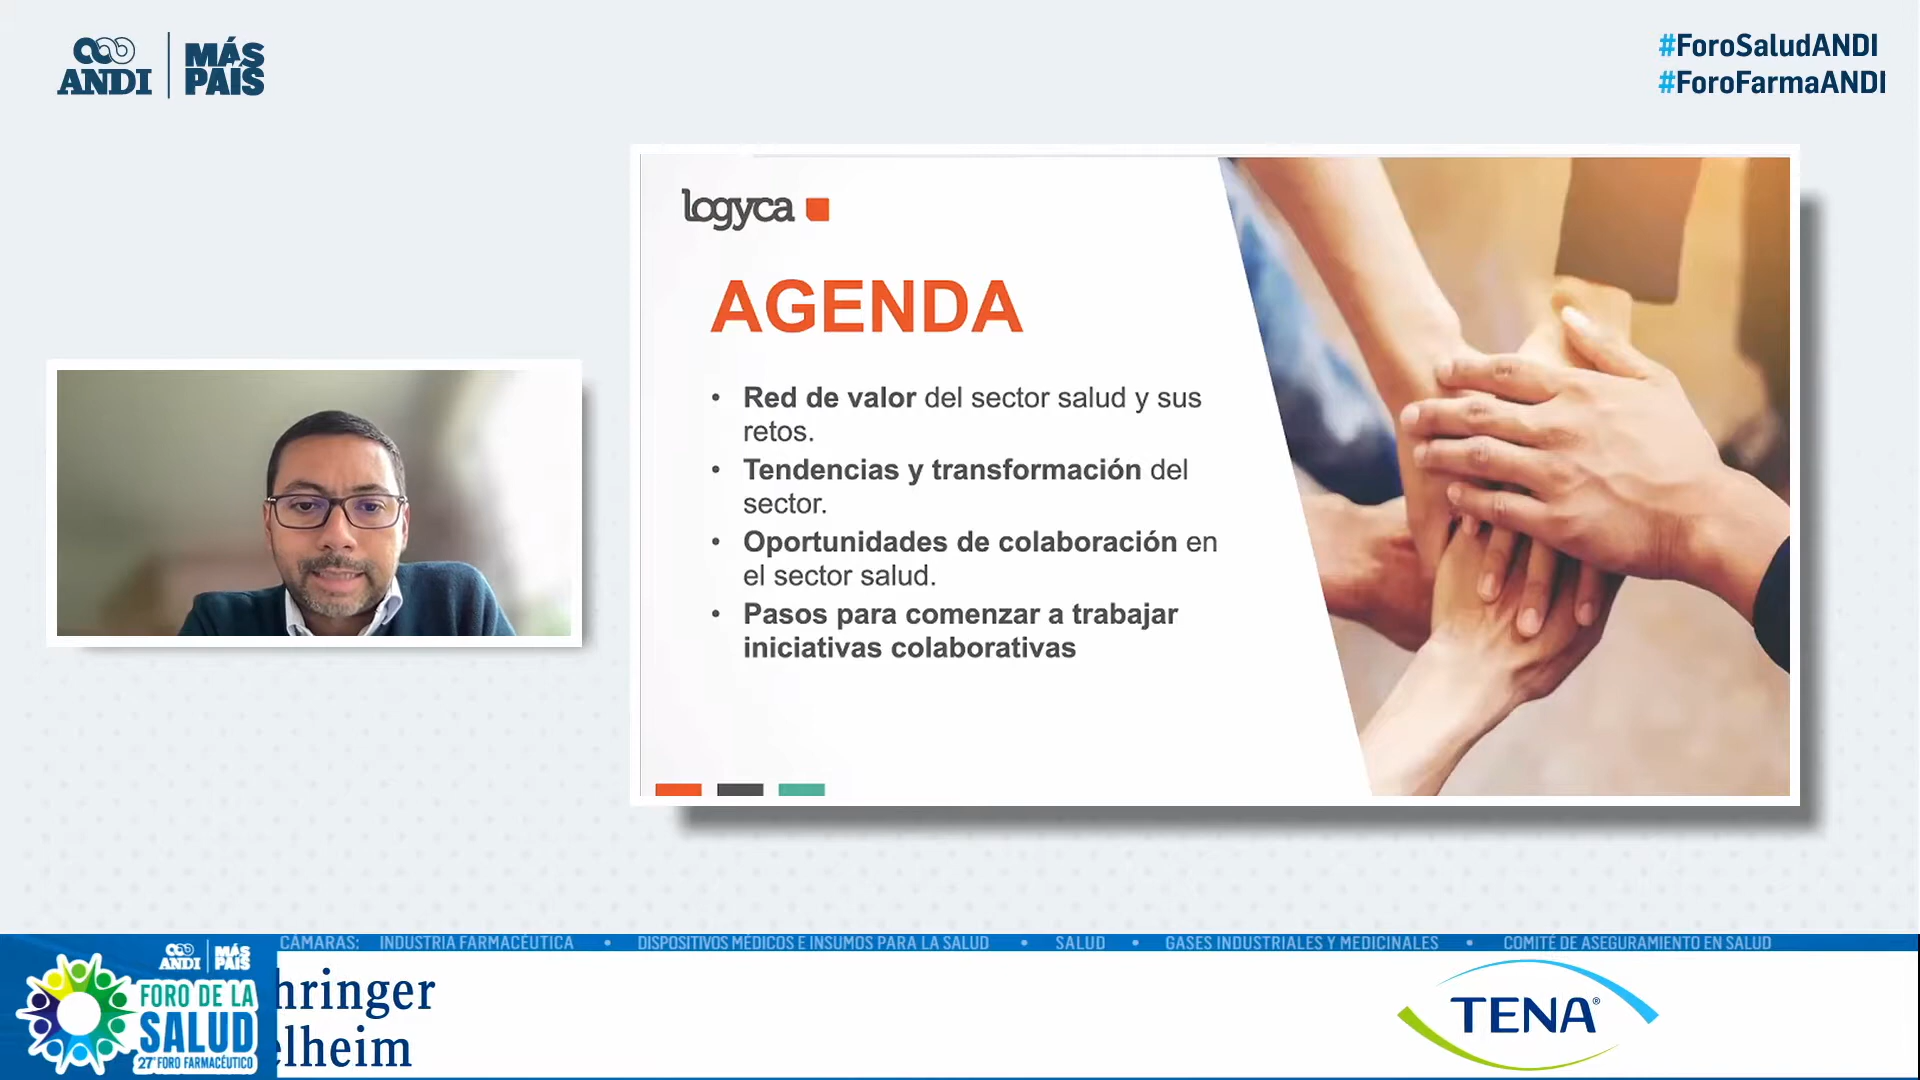 ANDI
MÁS
PAÍS
#ForoSaludANDI
#ForoFarmaANDI
logyca
AGENDA
• Red de valor del sector salud y sus
retos.
• Tendencias y transformación del
sector.
• Oportunidades de colaboración en
el sector salud.
• Pasos para comenzar a trabajar
iniciativas colaborativas
CÁMARAS: INDUSTRIA FARMACÉUTICA • DISPOSITIVOS MÉDICOS E INSUMOS PARA LA SALUD • SALUD • GASES INDUSTRIALES Y MEDICINALES • COMITÉ DE ASEGURAMIENTO EN SALUD
ANDI
MÁS
PAÍS
FORO DE LA
SALUD
27° FORO FARMACÉUTICO
hringer
elheim
TENA®